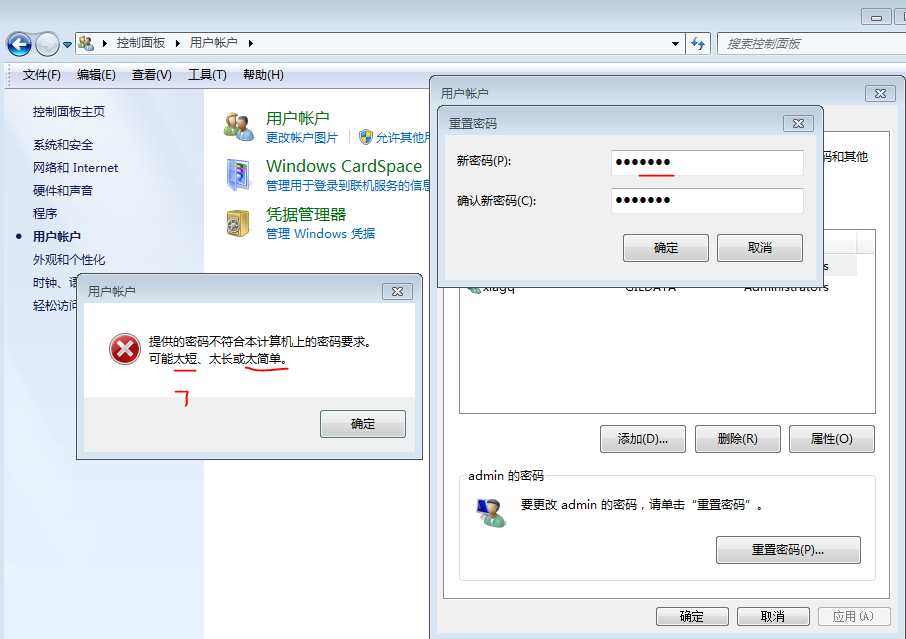 控制面板 用户帐户
搜索控制面板
文件(F) 编辑(E) 查看(V) 工具(T) 帮助(H)
控制面板主页
系统和安全
网络和 Internet
硬件和声音
程序
用户帐户
外观和个性化
时钟、
轻松访问
用户帐户
更改帐户图片 允许其他用
Windows CardSpace
管理用于登录到联机服务的信息
凭据管理器
管理 Windows 凭据
用户帐户
提供的密码不符合本计算机上的密码要求。
可能太短、太长或太简单。
7
确定
用户帐户
重置密码
新密码(P):
确认新密码(C):
确定 取消
码和其他
xiagq GILDATA Administrators
添加(D)... 删除(R) 属性(O)
admin 的密码
要更改 admin 的密码，请单击“重置密码”。
重置密码(P)...
确定 取消 应用(A)